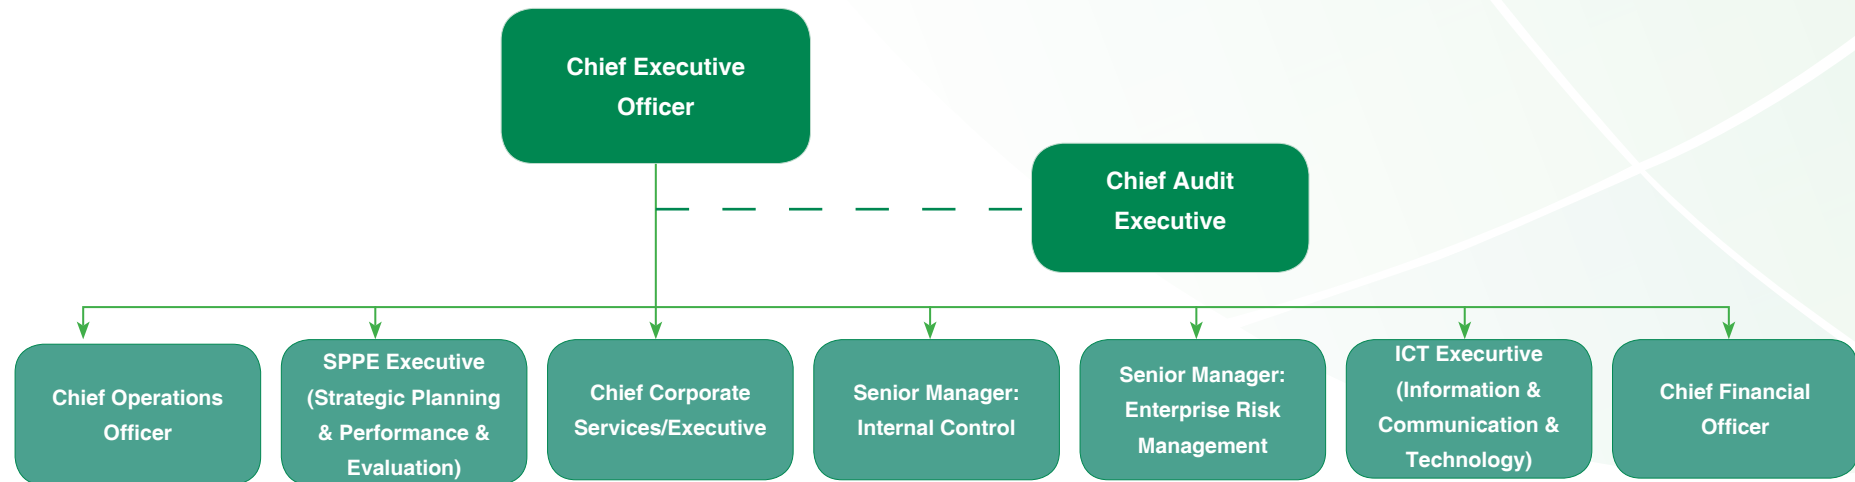 Chief Executive
Officer
Chief Audit
Executive
Chief Operations
Officer
SPPE Executive
(Strategic Planning
& Performance &
Evaluation)
Chief Corporate
Services/Executive
Senior Manager:
Internal Control
Senior Manager:
Enterprise Risk
Management
ICT Execurtive
(Information &
Communication &
Technology)
Chief Financial
Officer